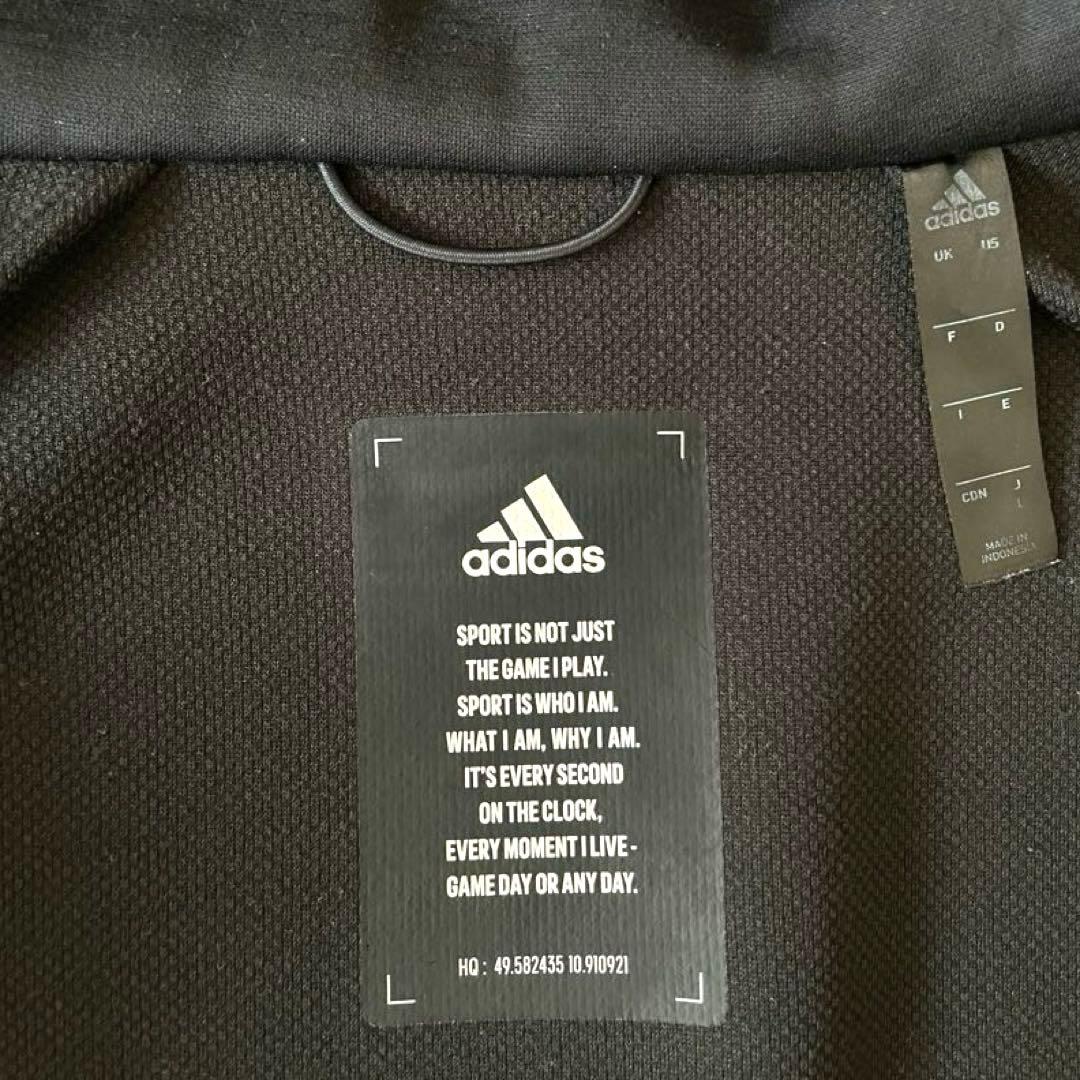 adidas
UK US
F D
I E
CDN J
L
MADE IN
INDONESIA
adidas
SPORT IS NOT JUST
THE GAME I PLAY.
SPORT IS WHO I AM.
WHAT I AM, WHY I AM.
IT'S EVERY SECOND
ON THE CLOCK,
EVERY MOMENT I LIVE -
GAME DAY OR ANY DAY.
HQ : 49.582435 10.910921